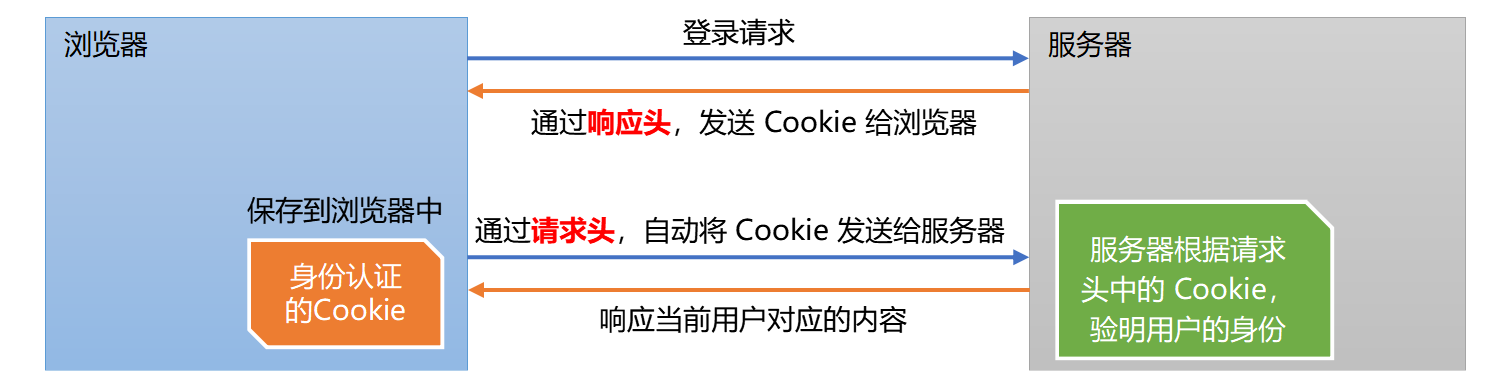 浏览器
登录请求
服务器
通过响应头，发送 Cookie 给浏览器
保存到浏览器中
通过请求头，自动将 Cookie 发送给服务器
身份认证
的Cookie
服务器根据请求
头中的 Cookie，
验明用户的身份
响应当前用户对应的内容